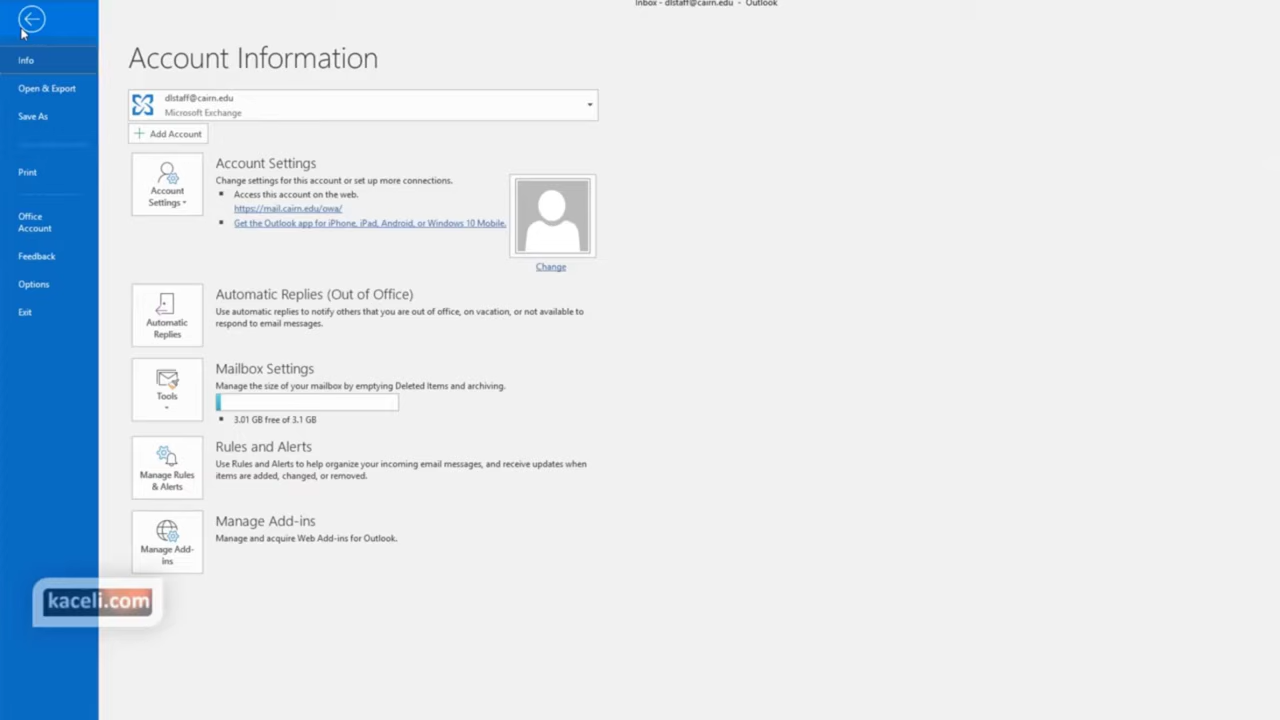 Inbox - dlstaff@cairn.edu - Outlook
Info
Open & Export
Save As
Print
Office
Account
Feedback
Options
Exit
Account Information
dlstaff@cairn.edu
Microsoft Exchange
Add Account
Account
Settings
Account Settings
Change settings for this account or set up more connections.
Access this account on the web.
https://mail.cairn.edu/owa/
Get the Outlook app for iPhone, iPad, Android, or Windows 10 Mobile.
Change
Automatic
Replies
Automatic Replies (Out of Office)
Use automatic replies to notify others that you are out of office, on vacation, or not available to
respond to email messages.
Tools
Mailbox Settings
Manage the size of your mailbox by emptying Deleted Items and archiving.
3.01 GB free of 3.1 GB
Manage Rules
& Alerts
Rules and Alerts
Use Rules and Alerts to help organize your incoming email messages, and receive updates when
items are added, changed, or removed.
Manage Add-
ins
Manage Add-ins
Manage and acquire Web Add-ins for Outlook.
kaceli.com